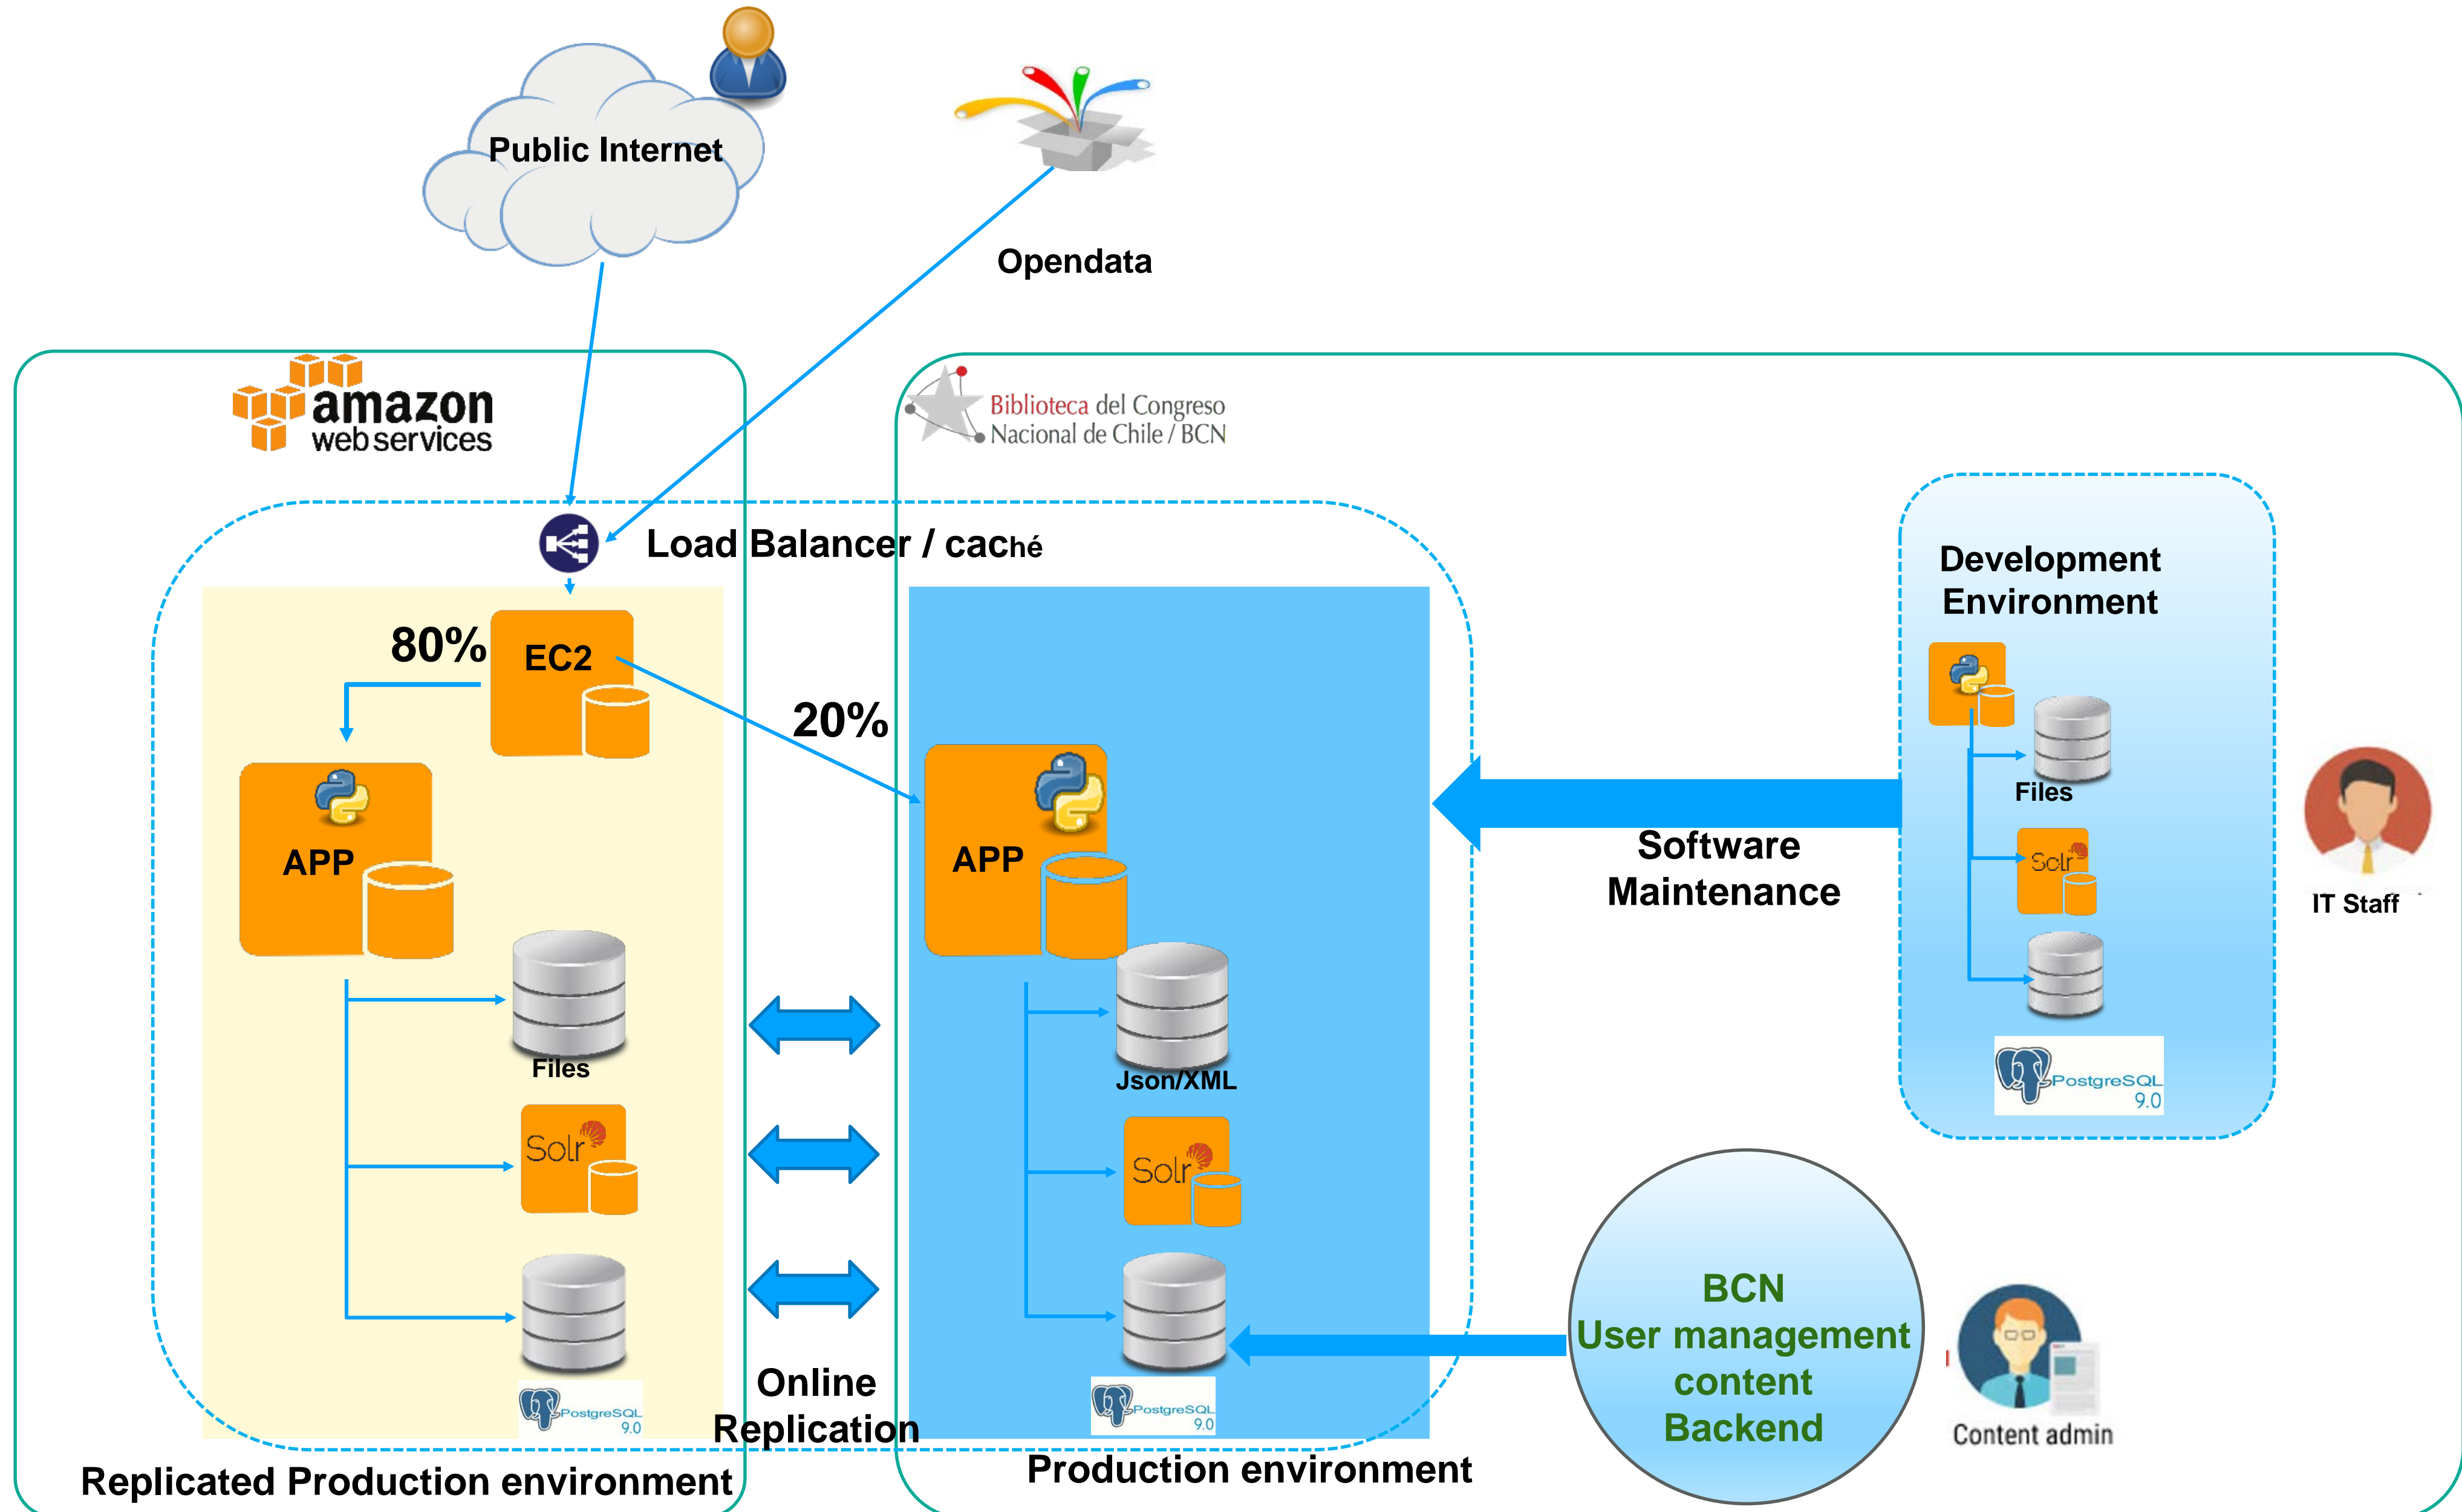 Public Internet
Opendata
amazon
web services
Biblioteca del Congreso
Nacional de Chile / BCN
Load Balancer / caché
Development
Environment
80%
EC2
20%
APP
APP
Files
Software
Maintenance
Solr
IT Staff
Files
Json/XML
PostgreSQL
9.0
Solr
Solr
BCN
User management
content
Backend
Online
Replication
PostgreSQL
9.0
PostgreSQL
9.0
Content admin
Replicated Production environment
Production environment